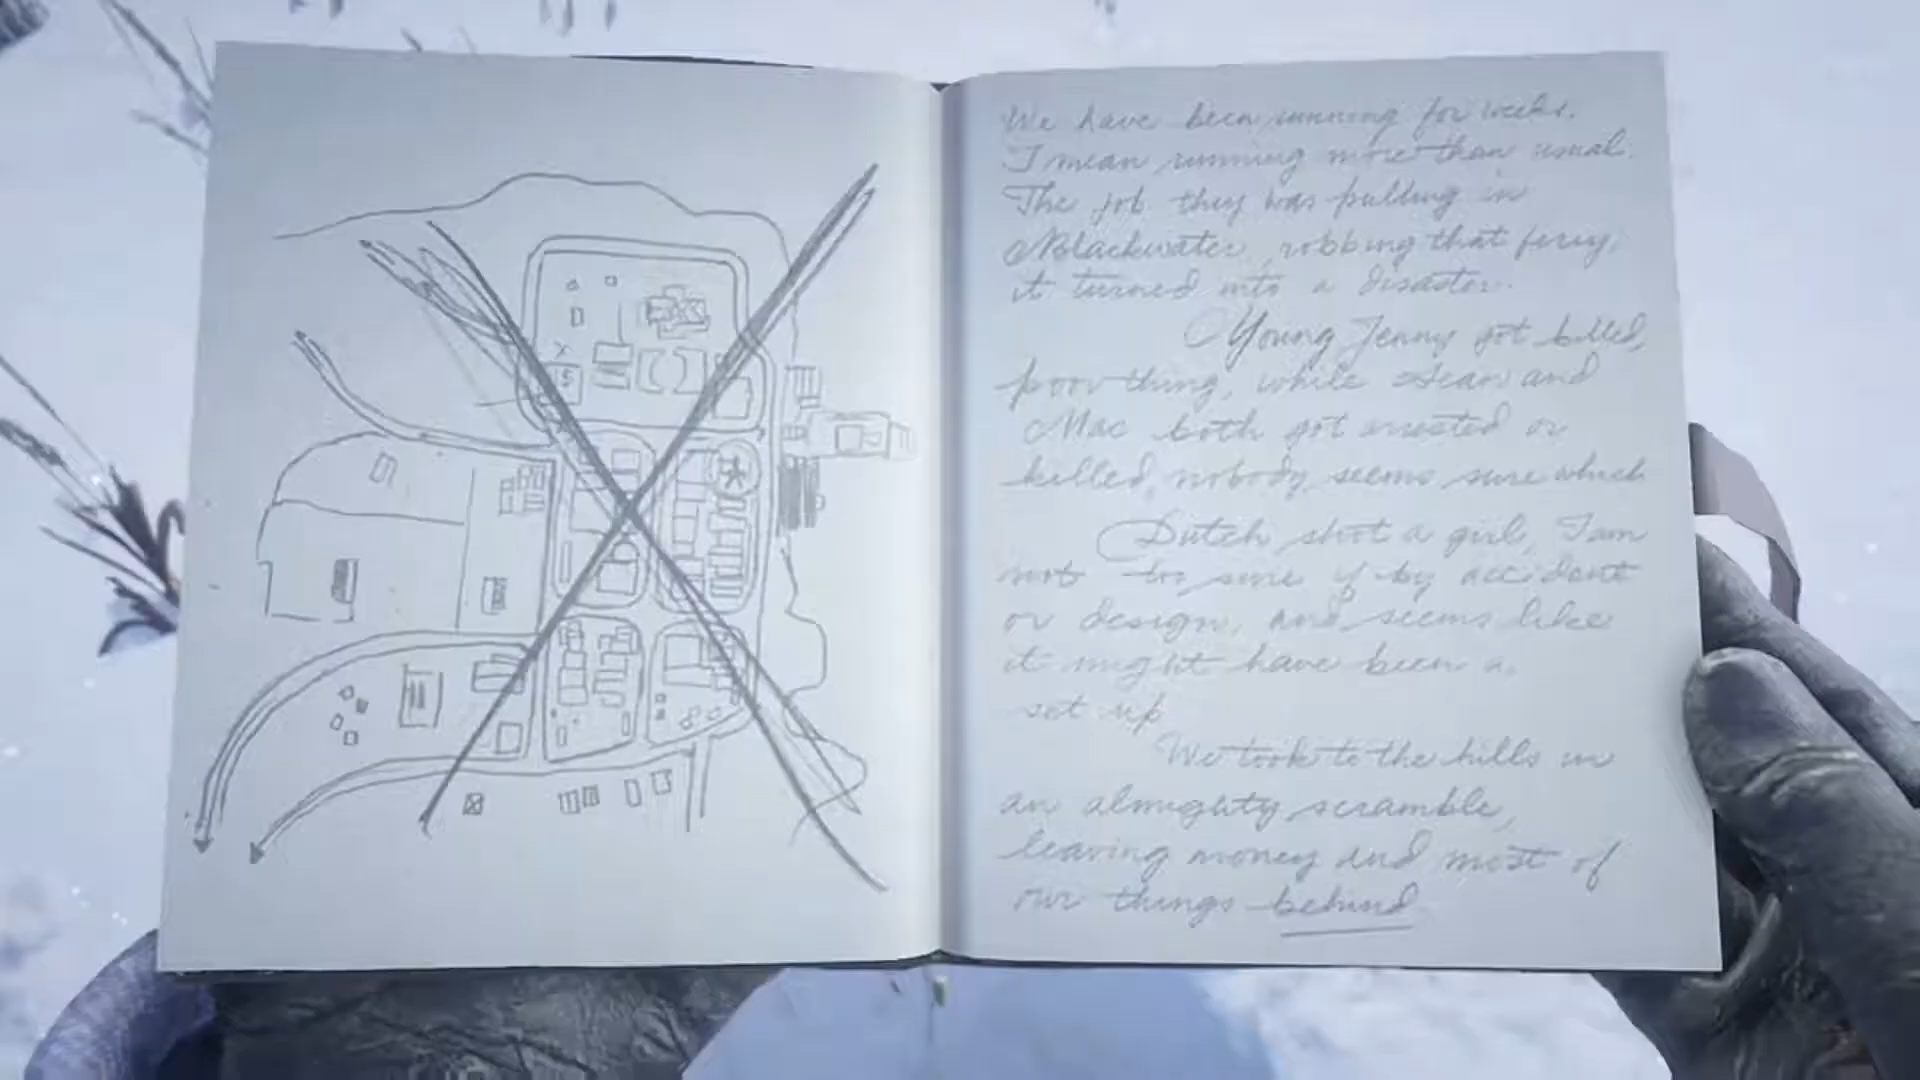 We have been running for weeks.
I mean running more than usual.
The job they was pulling in
Blackwater, robbing that ferry,
it turned into a disaster.
Young Jenny got killed,
poor thing, while Sean and
Mac both got arrested or
killed, nobody seems sure which
Dutch shot a girl, I am
not too sure if by accident
or design, and seems like
it might have been a
set up
We took to the hills in
an almighty scramble,
leaving money and most of
our things behind